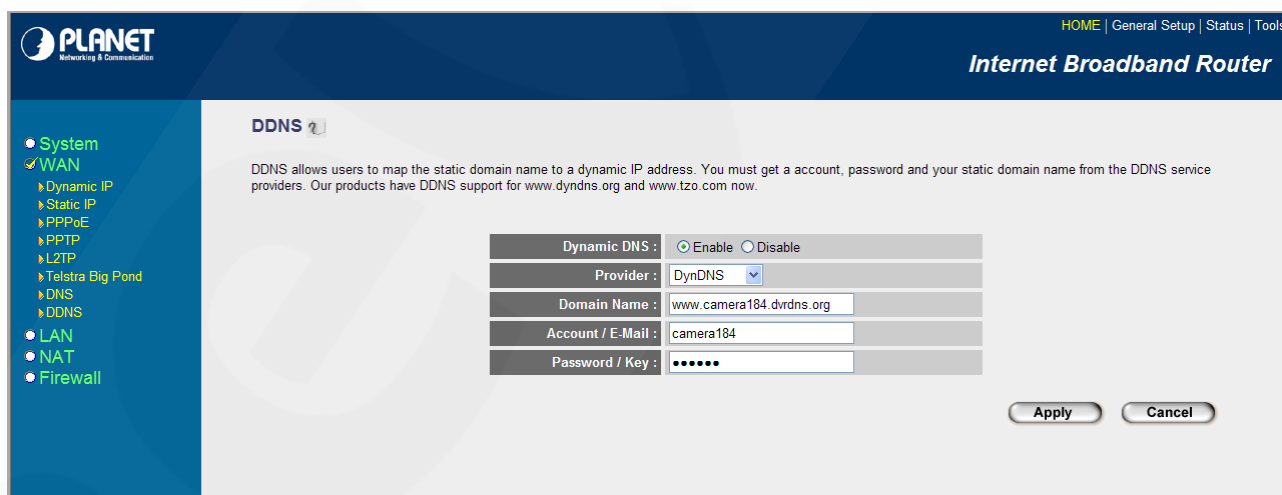 PLANET
Networking & Communication
HOME | General Setup | Status | Tools
Internet Broadband Router
System
WAN
Dynamic IP
Static IP
PPPoE
PPTP
L2TP
Telstra Big Pond
DNS
DDNS
LAN
NAT
Firewall
DDNS
DDNS allows users to map the static domain name to a dynamic IP address. You must get a account, password and your static domain name from the DDNS service
providers. Our products have DDNS support for www.dyndns.org and www.tzo.com now.
Dynamic DNS : Enable Disable
Provider : DynDNS
Domain Name : www.camera184.dvrdns.org
Account / E-Mail : camera184
Password / Key : ••••••
Apply Cancel